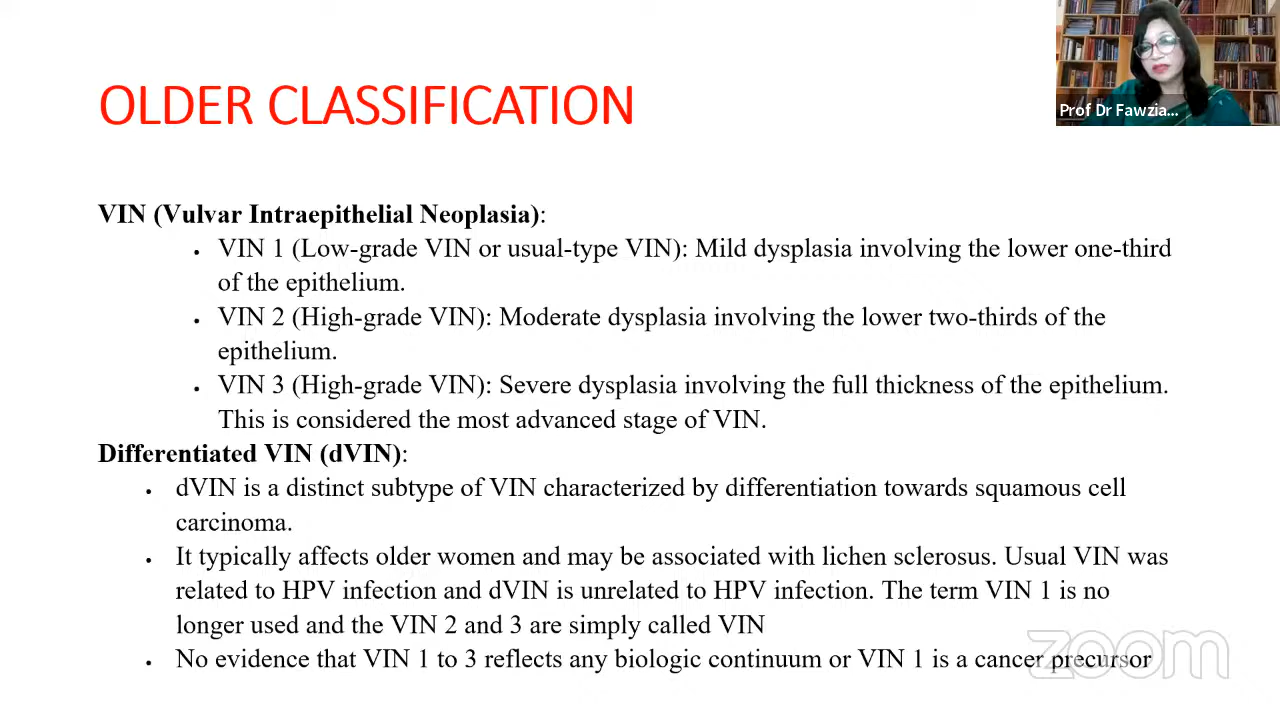 Prof Dr Fawzia...
OLDER CLASSIFICATION
VIN (Vulvar Intraepithelial Neoplasia):
• VIN 1 (Low-grade VIN or usual-type VIN): Mild dysplasia involving the lower one-third
of the epithelium.
• VIN 2 (High-grade VIN): Moderate dysplasia involving the lower two-thirds of the
epithelium.
• VIN 3 (High-grade VIN): Severe dysplasia involving the full thickness of the epithelium.
This is considered the most advanced stage of VIN.
Differentiated VIN (dVIN):
• dVIN is a distinct subtype of VIN characterized by differentiation towards squamous cell
carcinoma.
• It typically affects older women and may be associated with lichen sclerosus. Usual VIN was
related to HPV infection and dVIN is unrelated to HPV infection. The term VIN 1 is no
longer used and the VIN 2 and 3 are simply called VIN
• No evidence that VIN 1 to 3 reflects any biologic continuum or VIN 1 is a cancer precursor
zoom